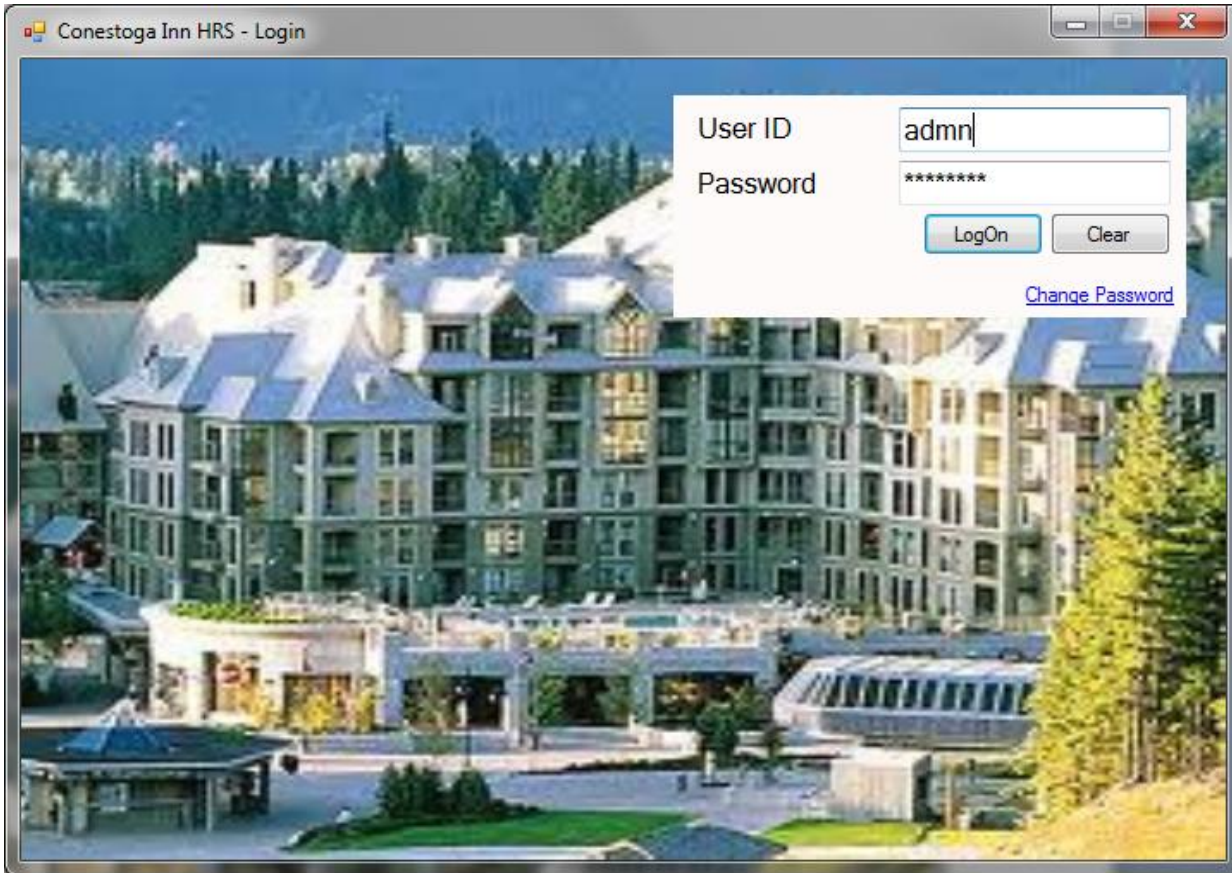 Conestoga Inn HRS - Login
User ID admn
Password ********
LogOn Clear
Change Password